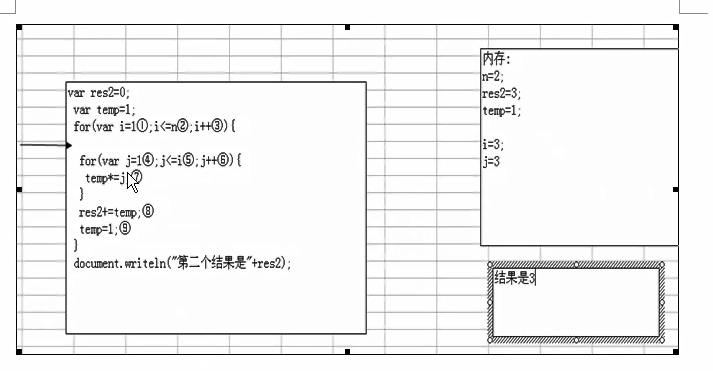 var res2=0;
var temp=1;
for(var i=1①;i<=n②;i++③){
for(var j=1④;j<=i⑤;j++⑥){
temp*=j⑦
}
res2+=temp;⑧
temp=1;⑨
}
document.writeln("第二个结果是"+res2);
内存:
n=2;
res2=3;
temp=1;
i=3;
j=3
结果是3